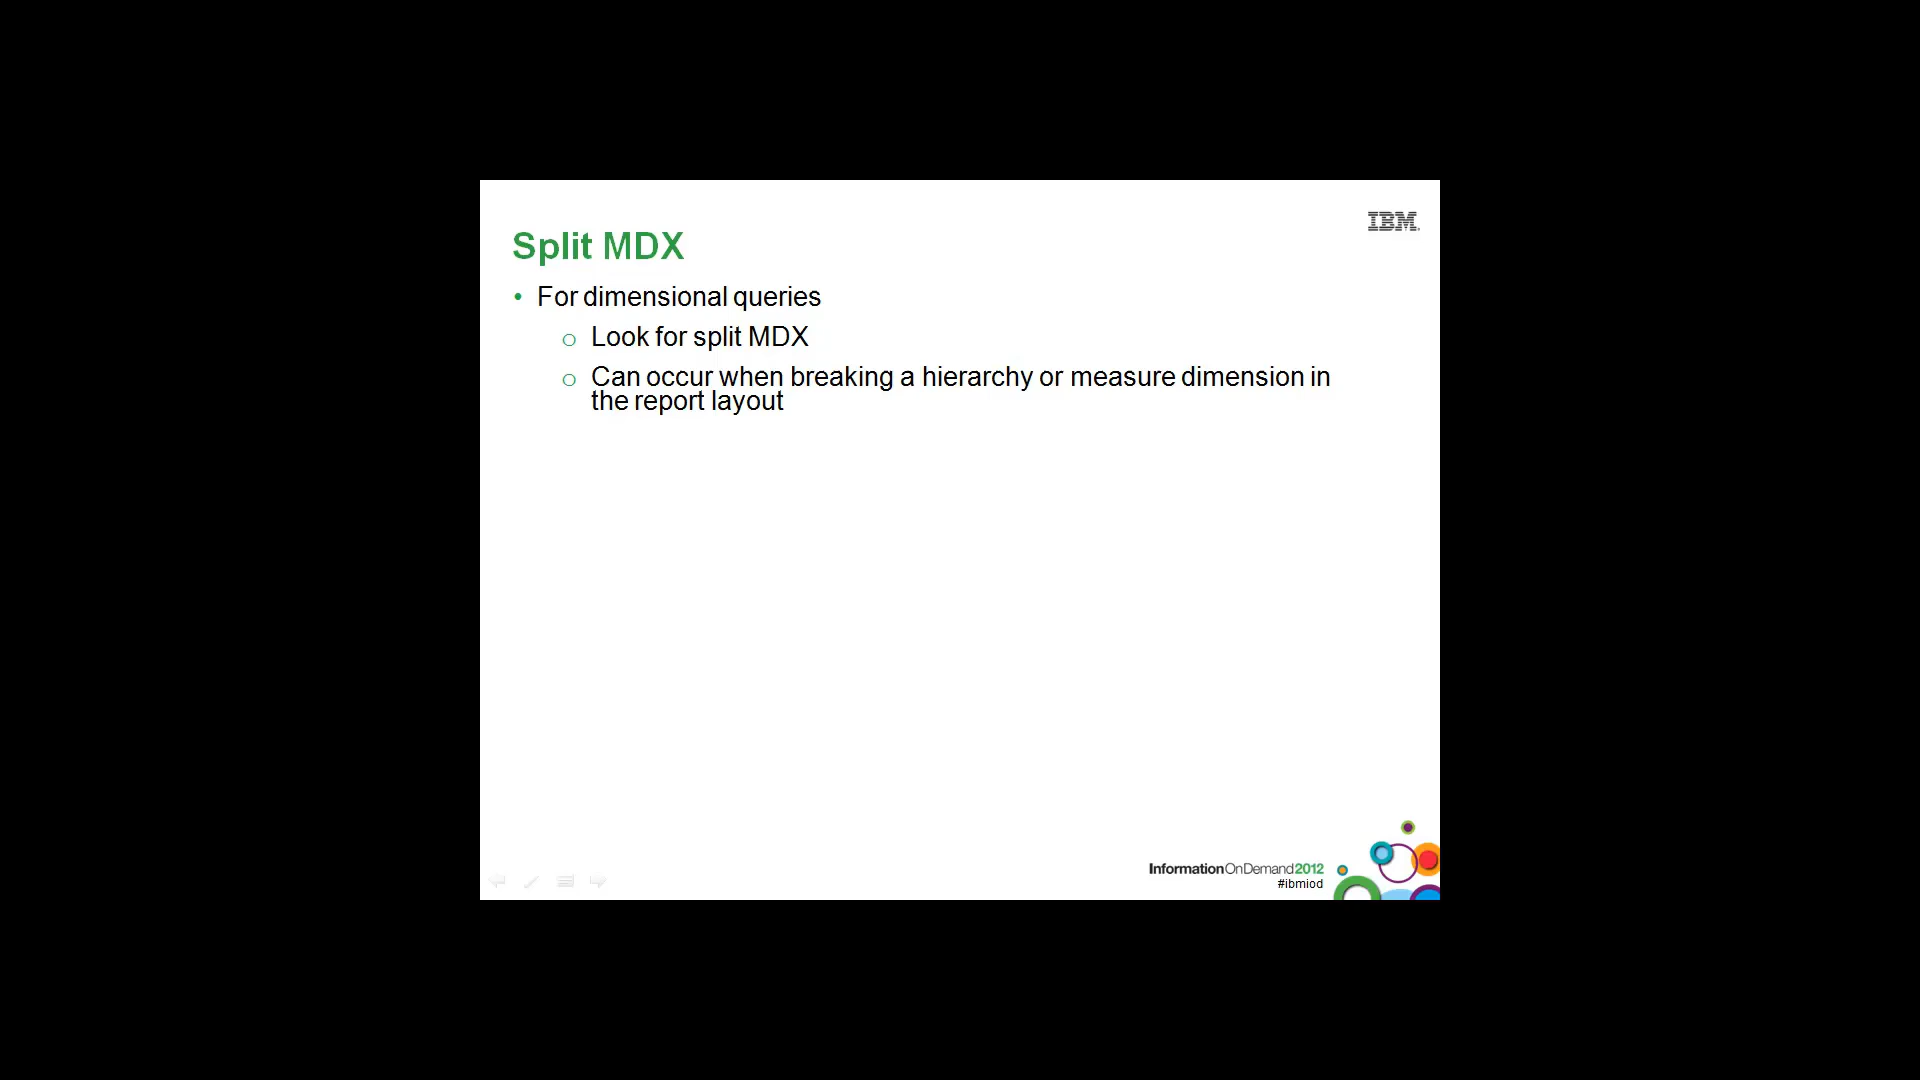 IBM
Split MDX
• For dimensional queries
o Look for split MDX
o Can occur when breaking a hierarchy or measure dimension in
the report layout
InformationOnDemand2012
#ibmiod